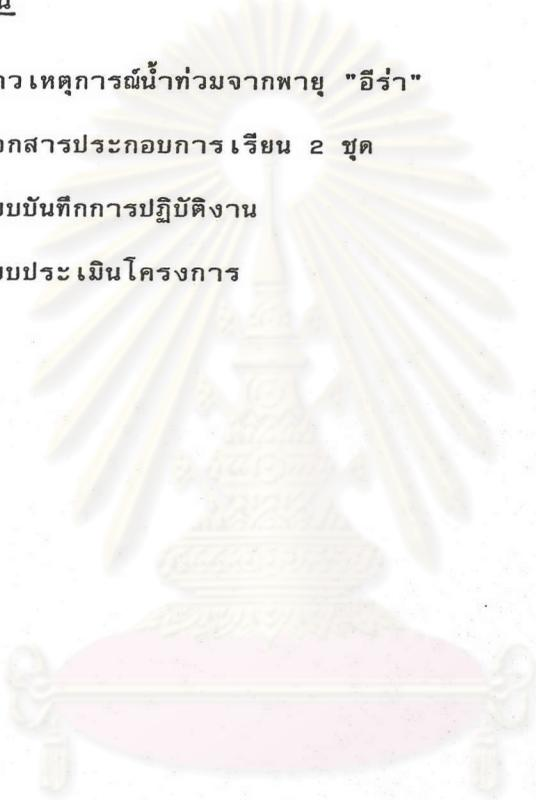 าว เหตุการณ์น้ำท่วมจากพายุ "อีร่า"
กสารประกอบการ เรียน 2 ชุด
บบันทึกการปฏิบัติงาน
บประ เมินโครงการ